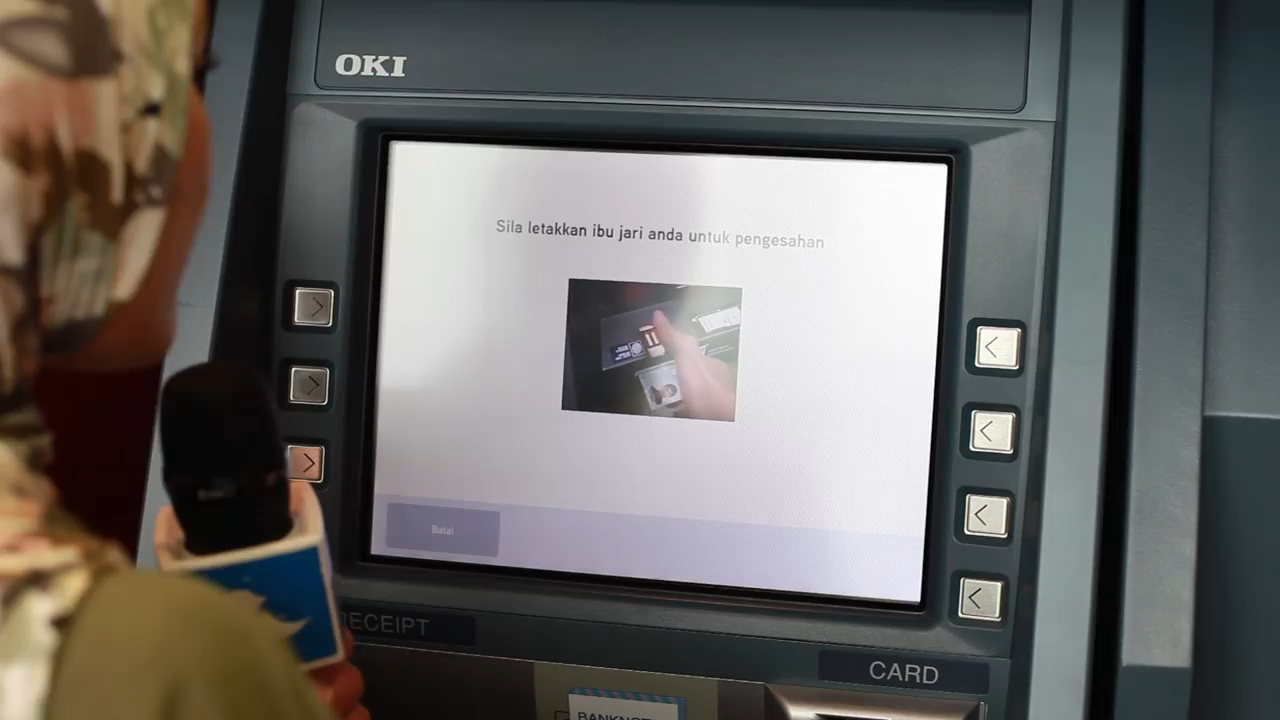 OKI
Sila letakkan ibu jari anda untuk pengesahan
Batal
RECEIPT
CARD